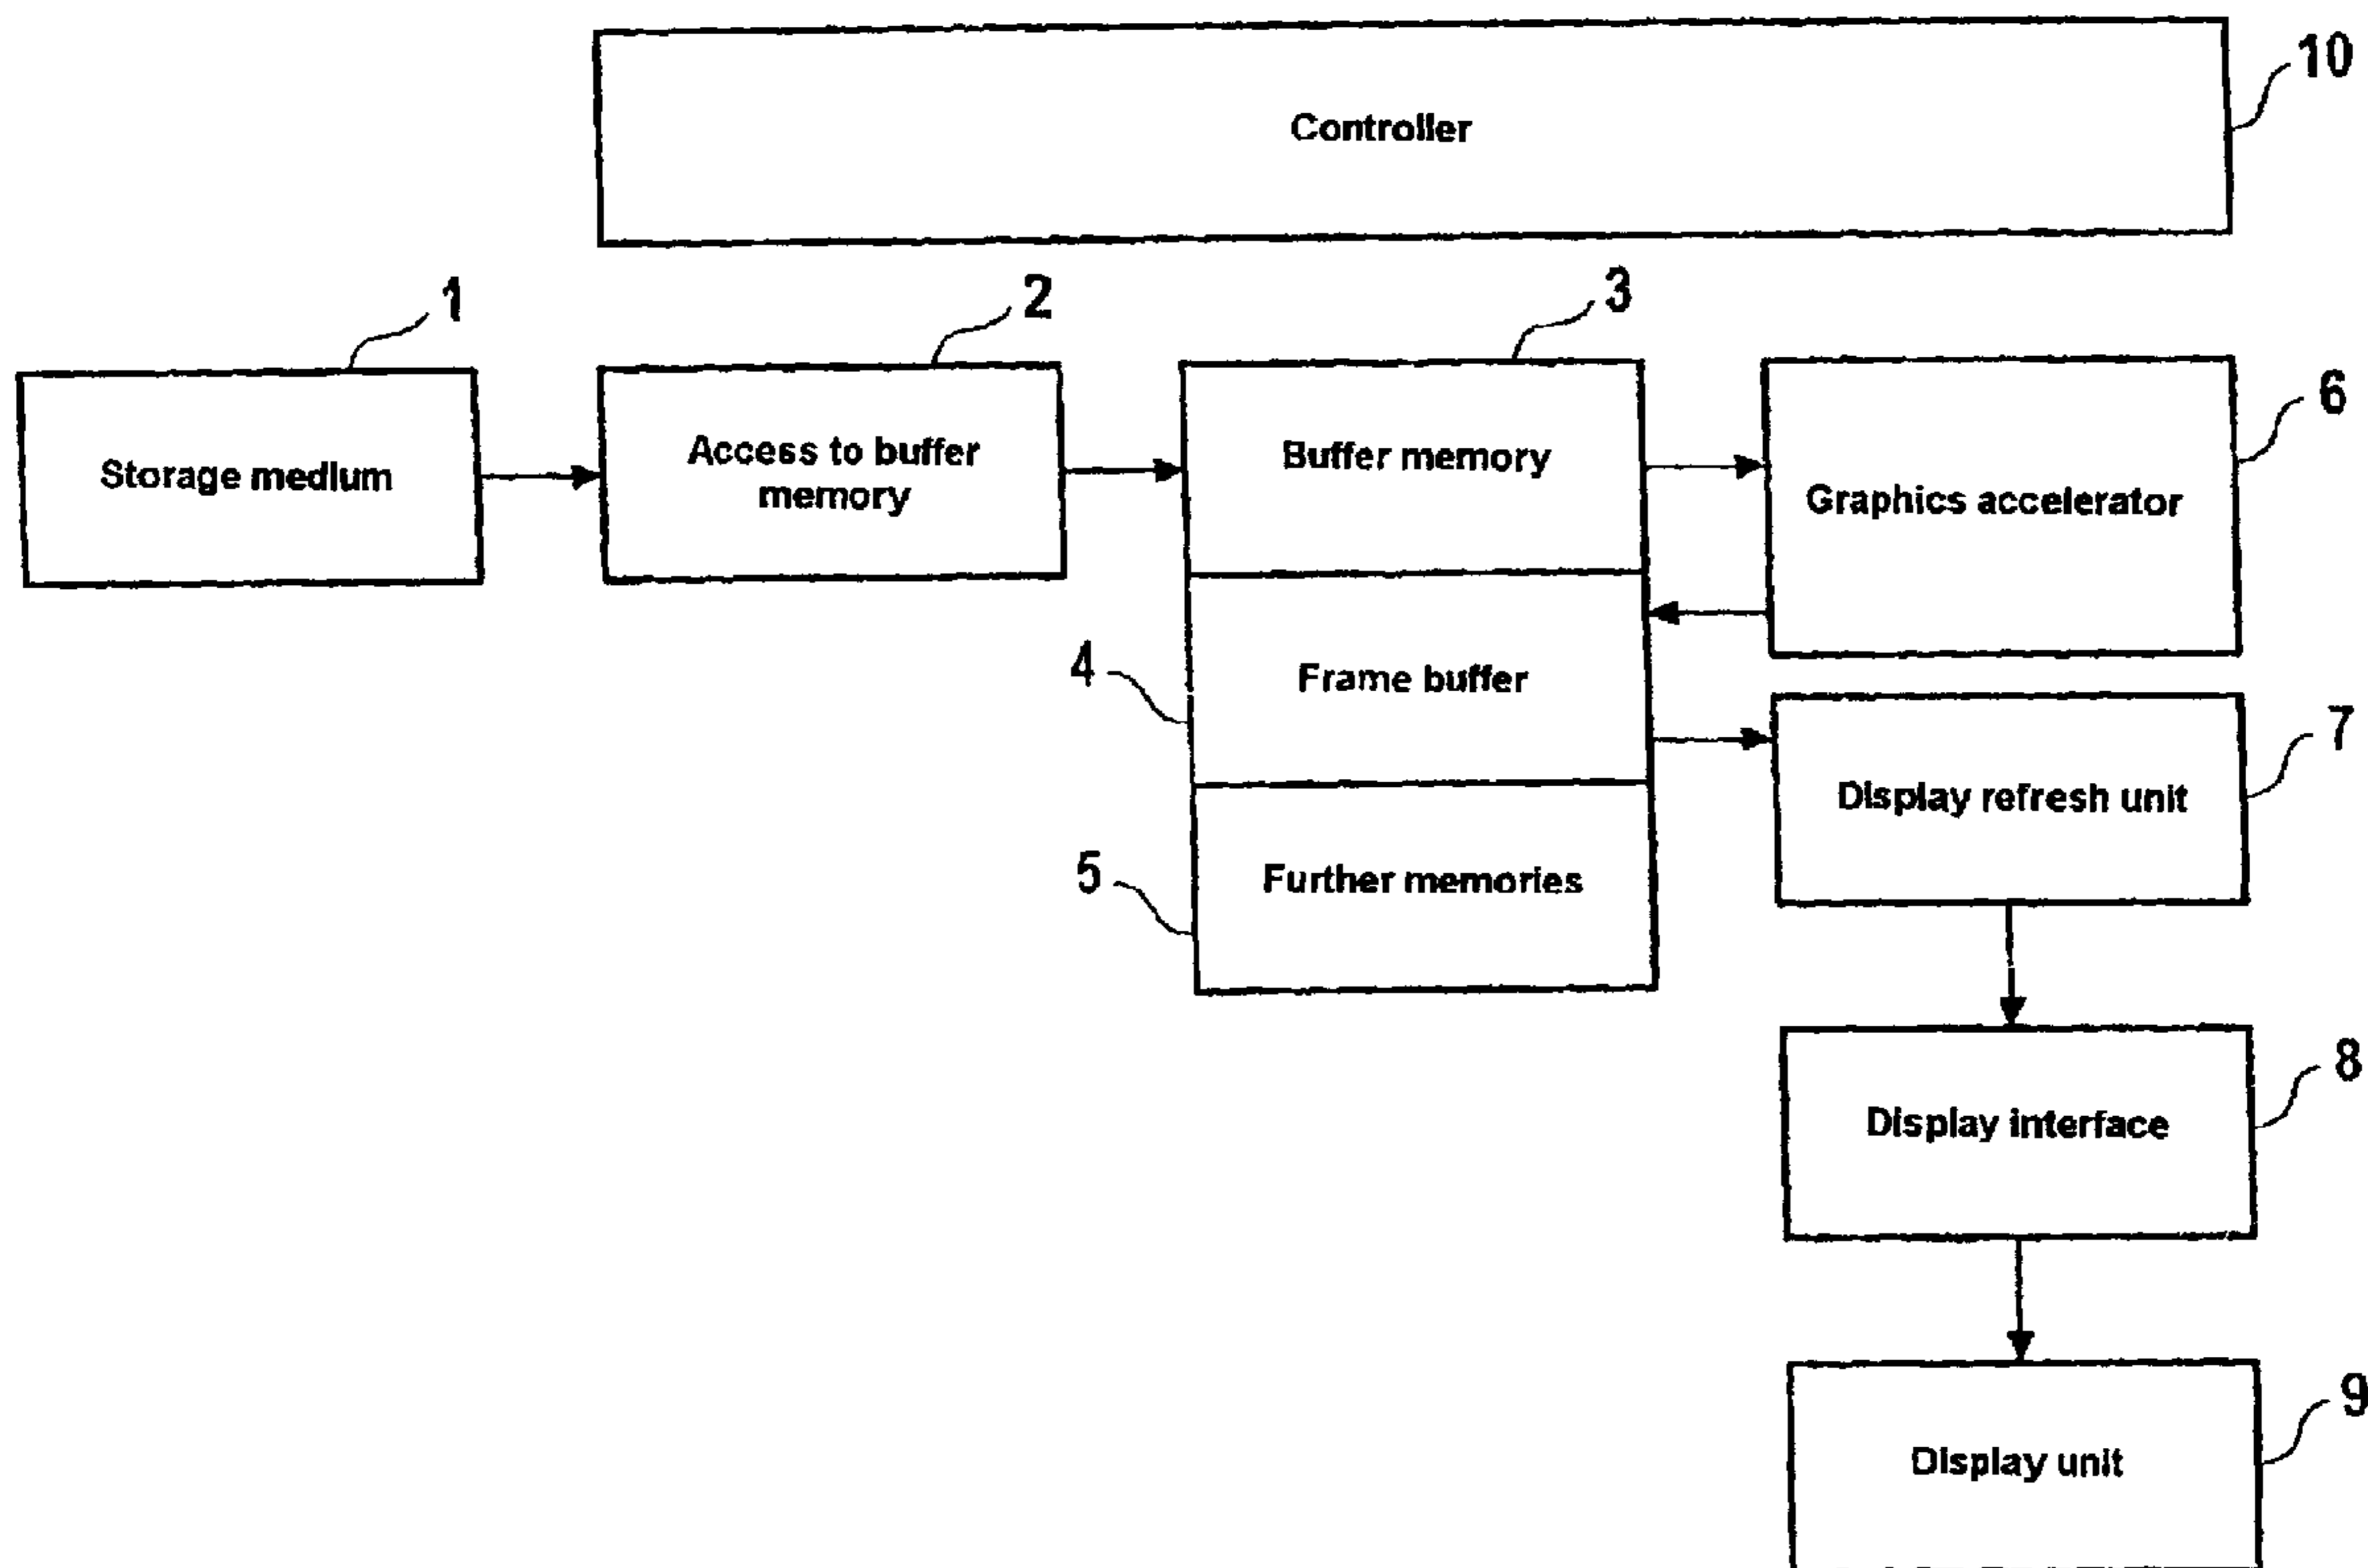 10
Controller
1
2
3
Storage medium
Access to buffer
memory
Buffer memory
6
Graphics accelerator
4
Frame buffer
7
Display refresh unit
5
Further memories
8
Display interface
9
Display unit